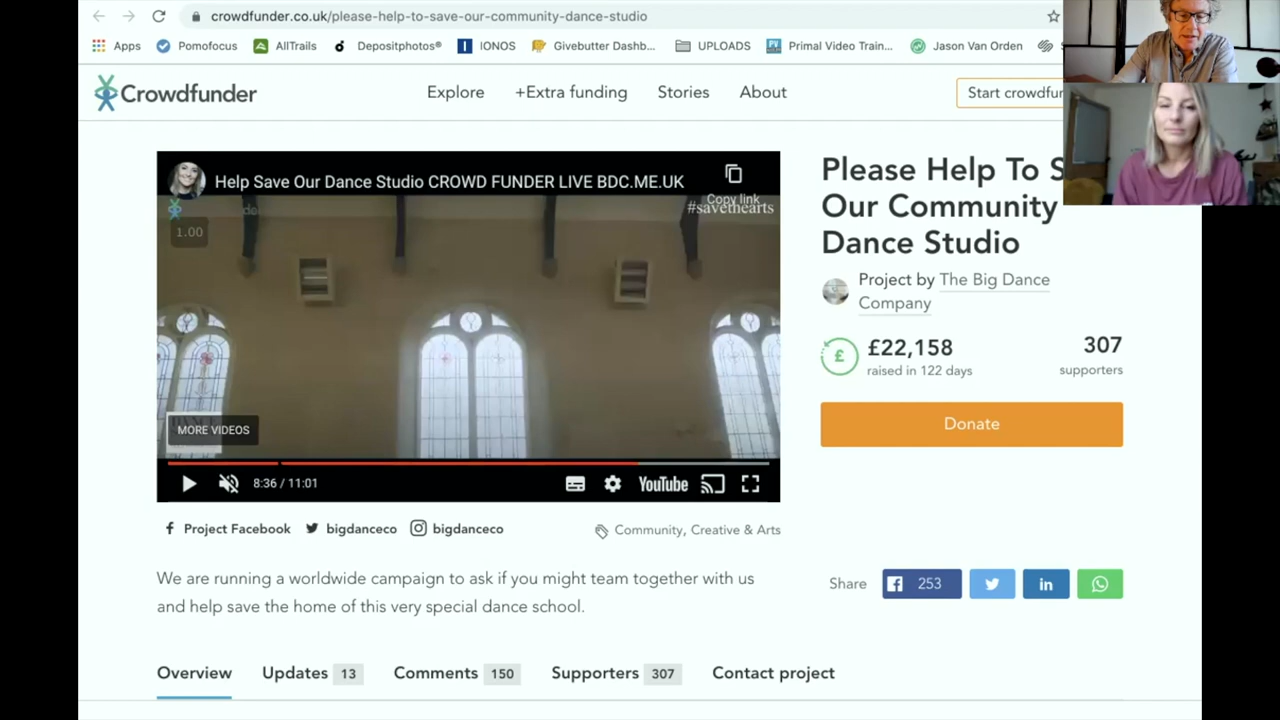 crowdfunder.co.uk/please-help-to-save-our-community-dance-studio
Apps Pomofocus AllTrails Depositphotos® IONOS Givebutter Dashb... UPLOADS Primal Video Train... Jason Van Orden
Crowdfunder
Explore +Extra funding Stories About
Start crowdfun
Help Save Our Dance Studio CROWD FUNDER LIVE BDC.ME.UK
Copy link
#savethearts
1.00
MORE VIDEOS
8:36 / 11:01
YouTube
Please Help To S
Our Community
Dance Studio
Project by The Big Dance
Company
£
£22,158
raised in 122 days
307
supporters
Donate
Project Facebook bigdanceco bigdanceco
Community, Creative & Arts
We are running a worldwide campaign to ask if you might team together with us
and help save the home of this very special dance school.
Share 253
Overview Updates 13 Comments 150 Supporters 307 Contact project